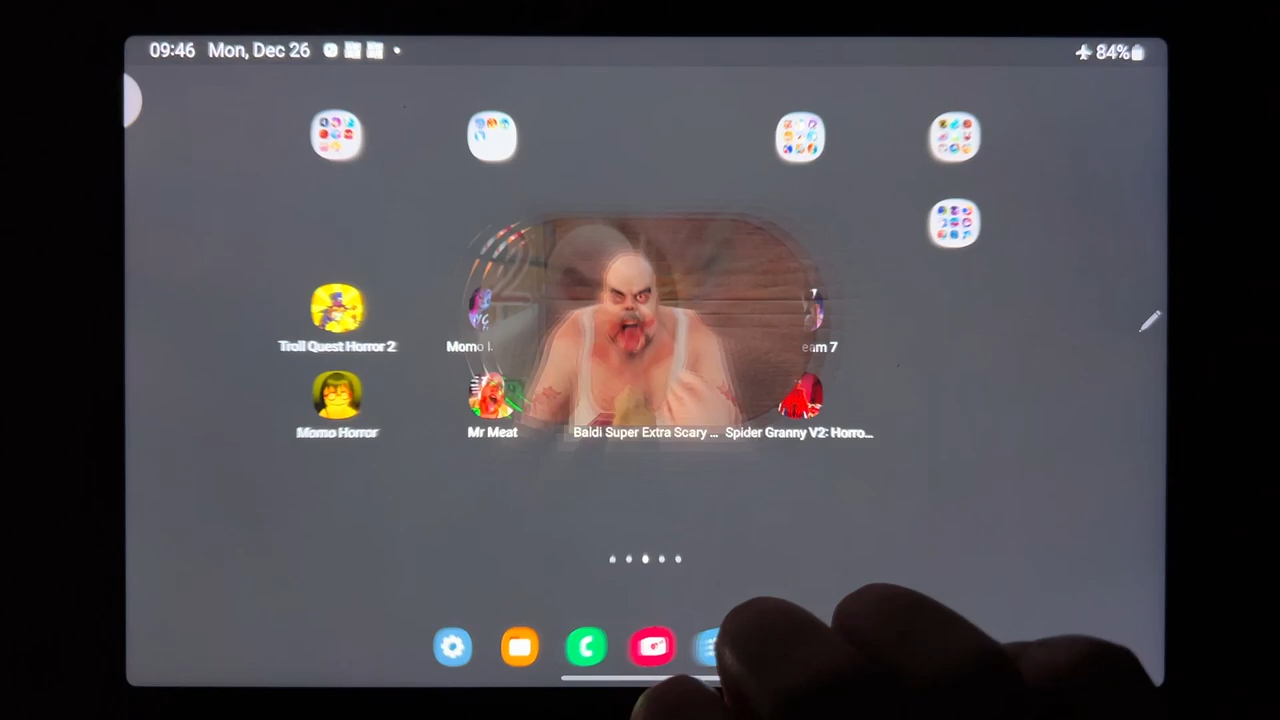 09:46 Mon, Dec 26
84%
Troll Quest Horror 2
Momo
eam 7
Momo Horror
Mr Meat
Baldi Super Extra Scary ...
Spider Granny V2: Horro...